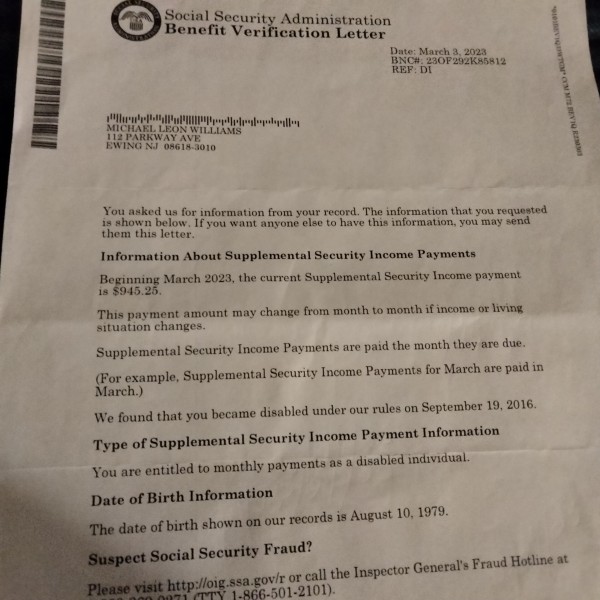 Social Security Administration
Benefit Verification Letter
Date: March 3, 2023
BNC#: 23OF292K85812
REF: DI
MICHAEL LEON WILLIAMS
112 PARKWAY AVE
EWING NJ 08618-3010
You asked us for information from your record. The information that you requested
is shown below. If you want anyone else to have this information, you may send
them this letter.
Information About Supplemental Security Income Payments
Beginning March 2023, the current Supplemental Security Income payment
is $945.25.
This payment amount may change from month to month if income or living
situation changes.
Supplemental Security Income Payments are paid the month they are due.
(For example, Supplemental Security Income Payments for March are paid in
March.)
We found that you became disabled under our rules on September 19, 2016.
Type of Supplemental Security Income Payment Information
You are entitled to monthly payments as a disabled individual.
Date of Birth Information
The date of birth shown on our records is August 10, 1979.
Suspect Social Security Fraud?
Please visit http://oig.ssa.gov/r or call the Inspector General's Fraud Hotline at
(TTY 1-866-501-2101).